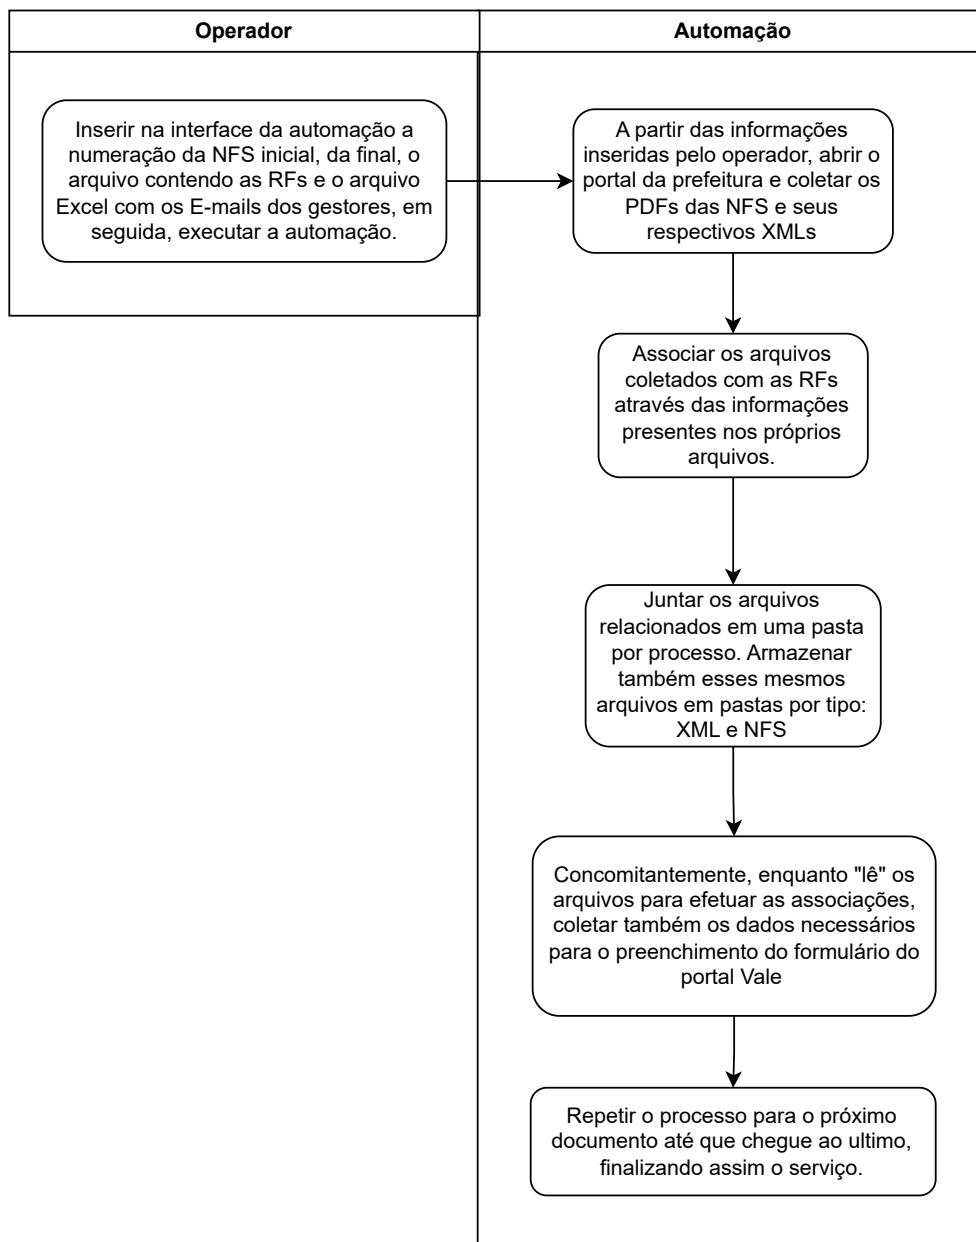 Operador
Automação
Inserir na interface da automação a
numeração da NFS inicial, da final, o
arquivo contendo as RFs e o arquivo
Excel com os E-mails dos gestores, em
seguida, executar a automação.
A partir das informações
inseridas pelo operador, abrir o
portal da prefeitura e coletar os
PDFs das NFS e seus
respectivos XMLs
Associar os arquivos
coletados com as RFs
através das informações
presentes nos próprios
arquivos.
Juntar os arquivos
relacionados em uma pasta
por processo. Armazenar
também esses mesmos
arquivos em pastas por tipo:
XML e NFS
Concomitantemente, enquanto "lê" os
arquivos para efetuar as associações,
coletar também os dados necessários
para o preenchimento do formulário do
portal Vale
Repetir o processo para o próximo
documento até que chegue ao ultimo,
finalizando assim o serviço.